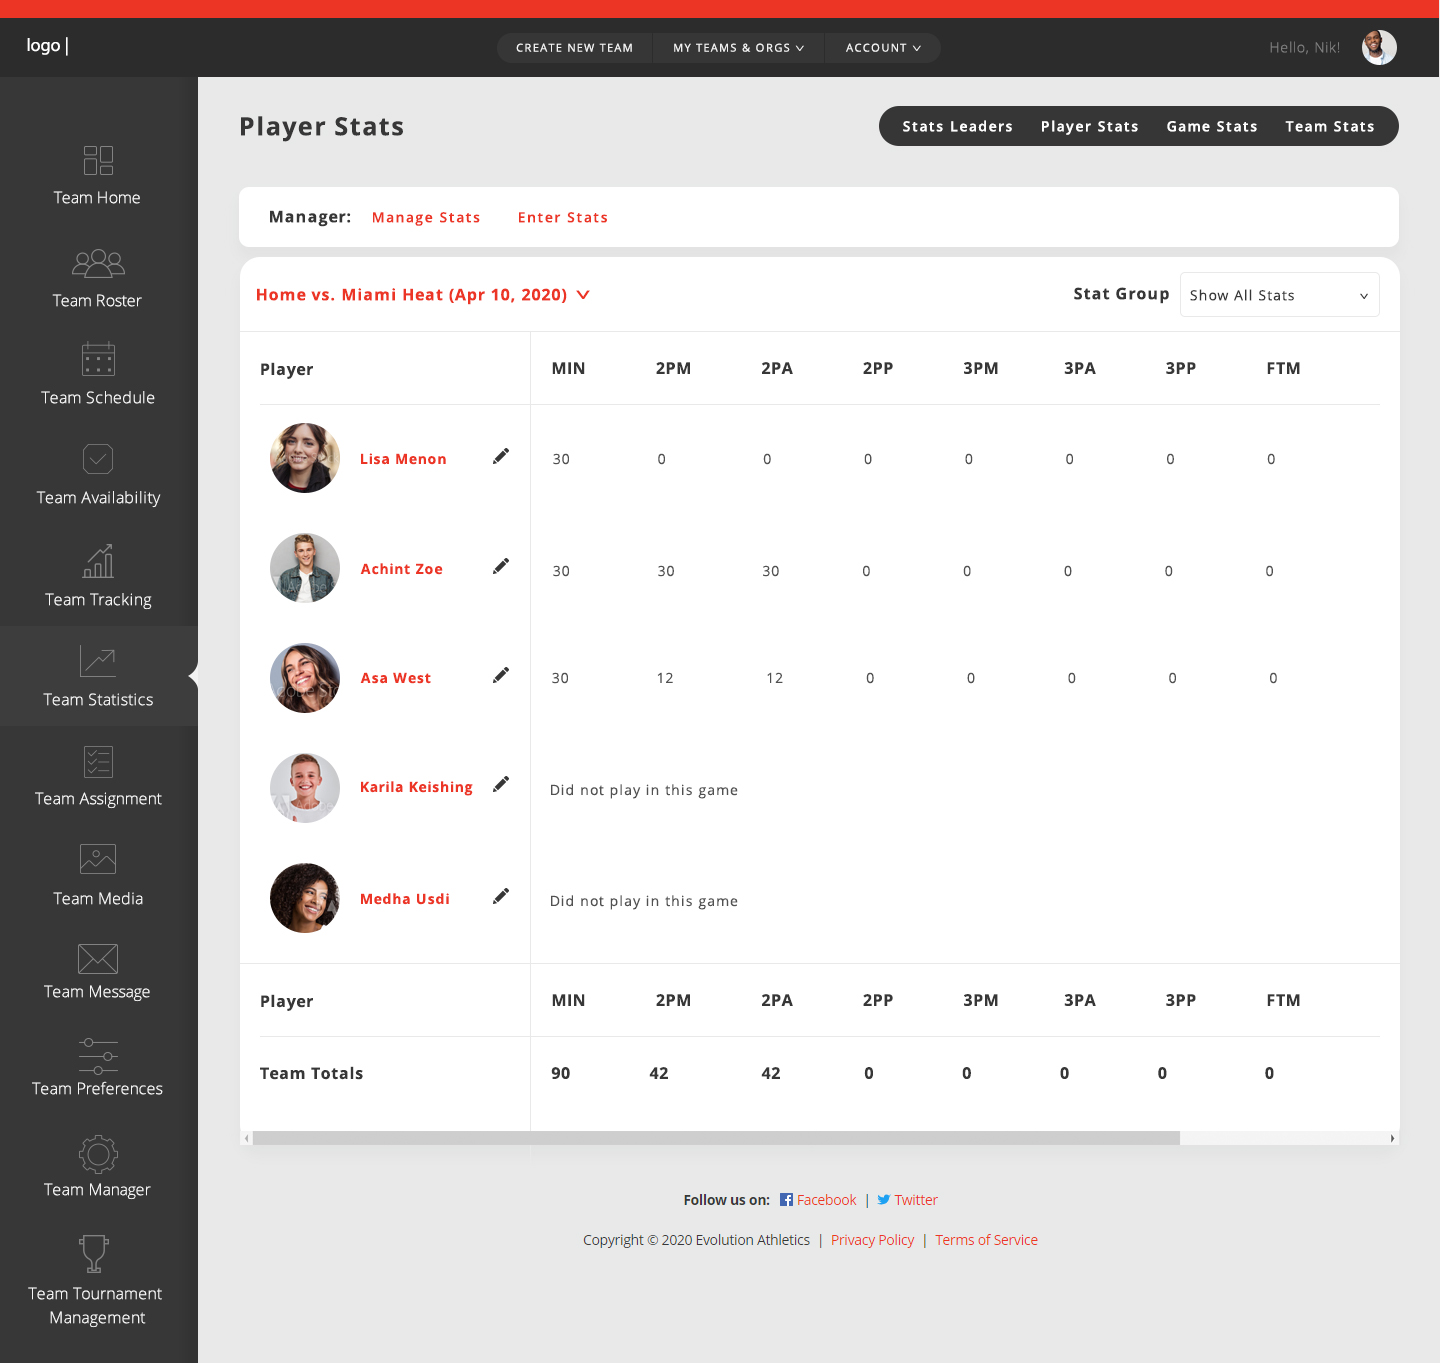 logo |
CREATE NEW TEAM MY TEAMS & ORGS ACCOUNT
Hello, Nik!
Team Home
Team Roster
Team Schedule
Team Availability
Team Tracking
Team Statistics
Team Assignment
Team Media
Team Message
Team Preferences
Team Manager
Team Tournament
Management
Player Stats
Stats Leaders Player Stats Game Stats Team Stats
Manager: Manage Stats Enter Stats
Home vs. Miami Heat (Apr 10, 2020)
Stat Group Show All Stats
Player MIN 2PM 2PA 2PP 3PM 3PA 3PP FTM
Lisa Menon 30 0 0 0 0 0 0 0
Achint Zoe 30 30 30 0 0 0 0 0
Asa West 30 12 12 0 0 0 0 0
Karila Keishing Did not play in this game
Medha Usdi Did not play in this game
Player MIN 2PM 2PA 2PP 3PM 3PA 3PP FTM
Team Totals 90 42 42 0 0 0 0 0
Follow us on: Facebook | Twitter
Copyright © 2020 Evolution Athletics | Privacy Policy | Terms of Service